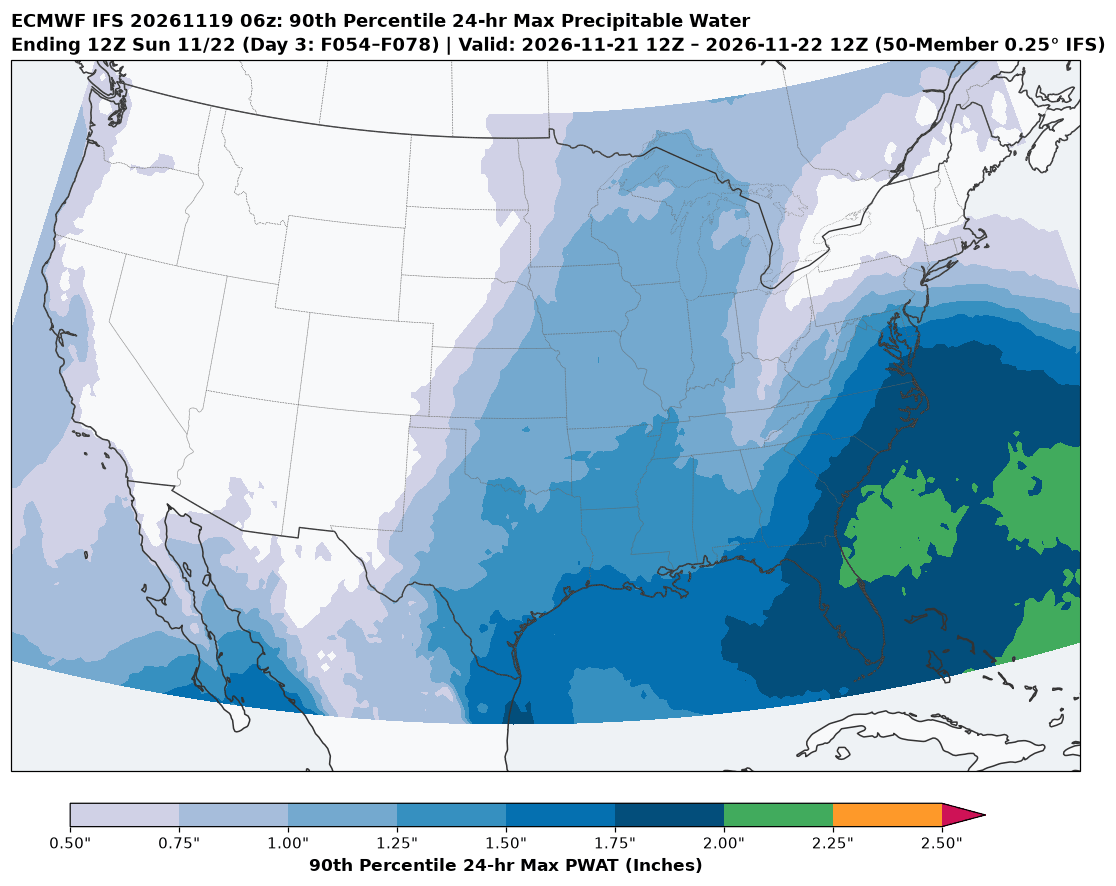 ECMWF IFS 20261119 06z: 90th Percentile 24-hr Max Precipitable Water
Ending 12Z Sun 11/22 (Day 3: F054–F078) | Valid: 2026-11-21 12Z – 2026-11-22 12Z (50-Member 0.25° IFS)
0.50" 0.75" 1.00" 1.25" 1.50" 1.75" 2.00" 2.25" 2.50"
90th Percentile 24-hr Max PWAT (Inches)